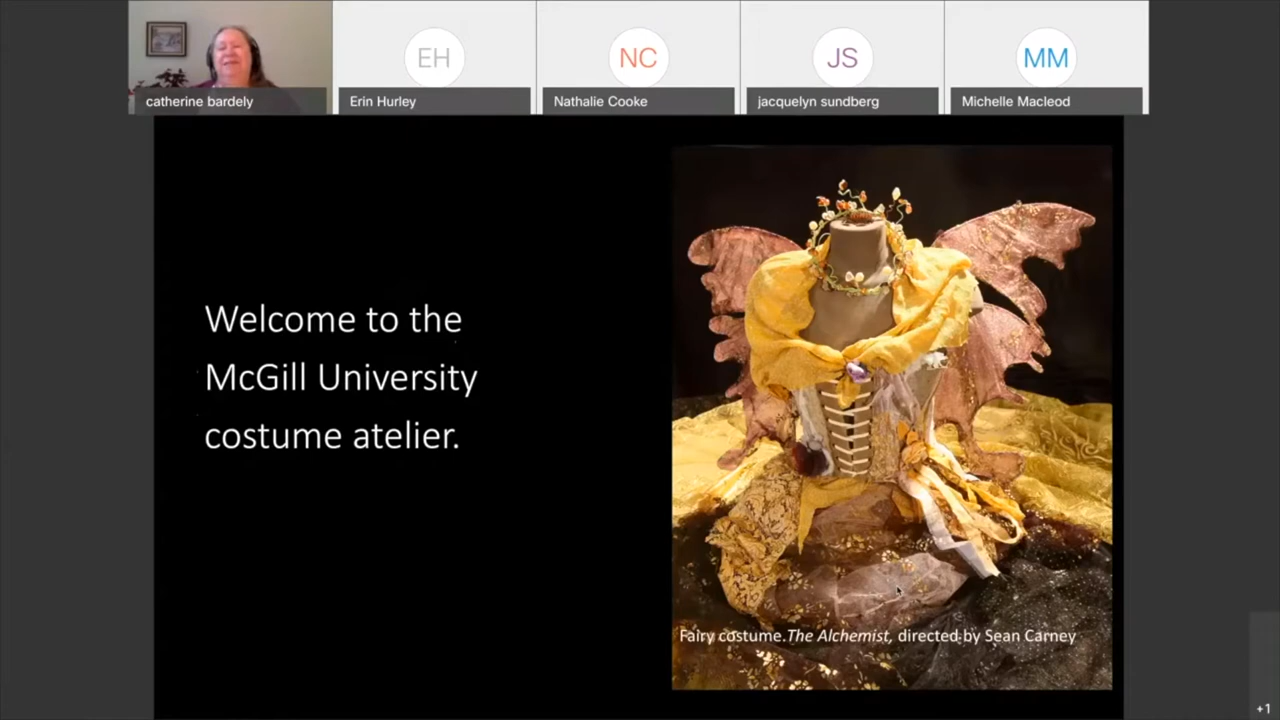 EH
NC
JS
MM
catherine bardely
Erin Hurley
Nathalie Cooke
jacquelyn sundberg
Michelle Macleod
Welcome to the
McGill University
costume atelier.
Fairy costume.The Alchemist, directed by Sean Carney
+1